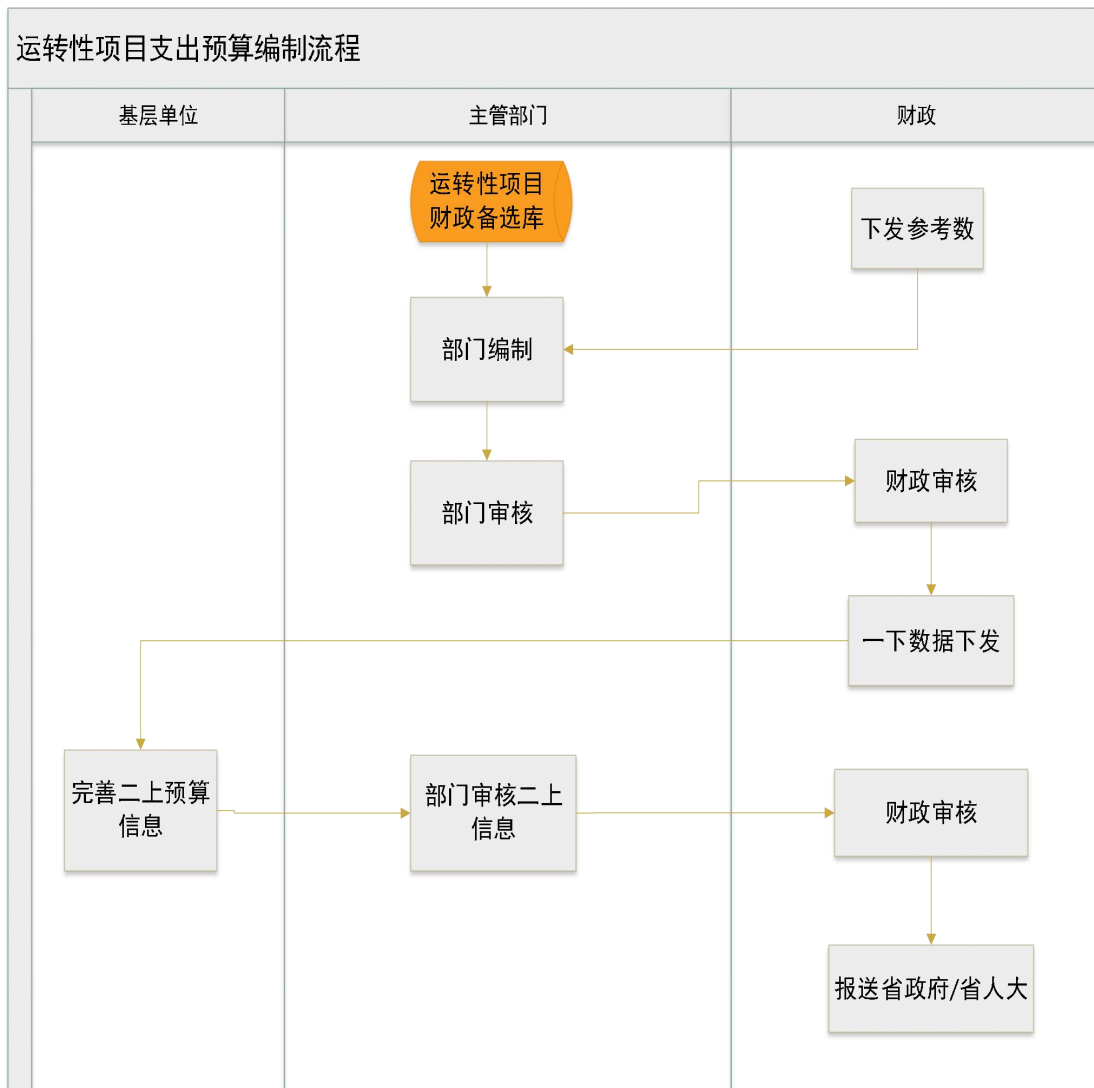 运转性项目支出预算编制流程
基层单位
主管部门
财政
运转性项目
财政备选库
下发参考数
部门编制
部门审核
财政审核
一下数据下发
完善二上预算
信息
部门审核二上
信息
财政审核
报送省政府/省人大